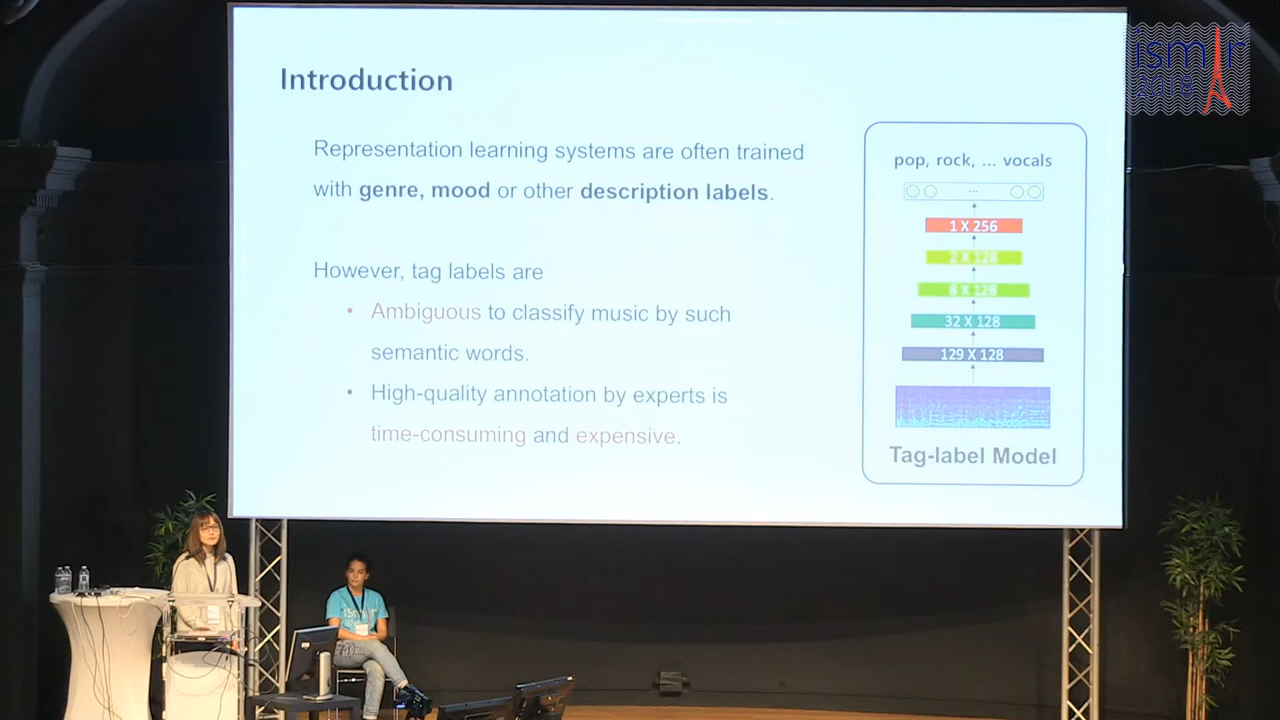 ismir
2018
Introduction
Representation learning systems are often trained
with genre, mood or other description labels.
However, tag labels are
• Ambiguous to classify music by such
semantic words.
• High-quality annotation by experts is
time-consuming and expensive.
pop, rock, ... vocals
...
1 X 256
2 X 128
8 X 128
32 X 128
129 X 128
Tag-label Model
ismir